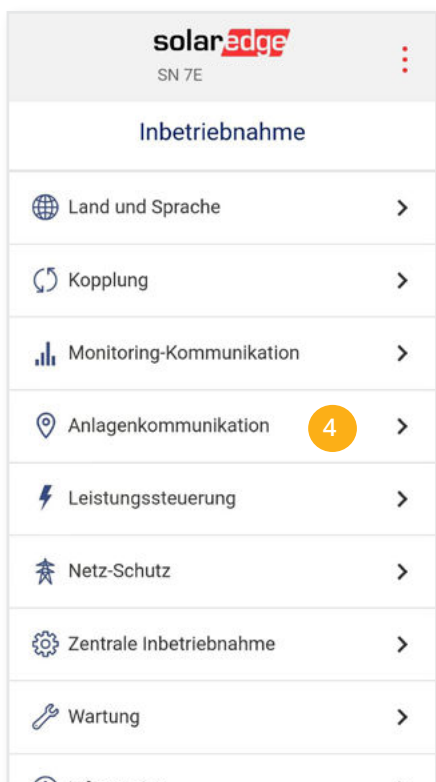 solaredge
SN 7E
Inbetriebnahme
Land und Sprache
Kopplung
Monitoring-Kommunikation
Anlagenkommunikation 4
Leistungssteuerung
Netz-Schutz
Zentrale Inbetriebnahme
Wartung